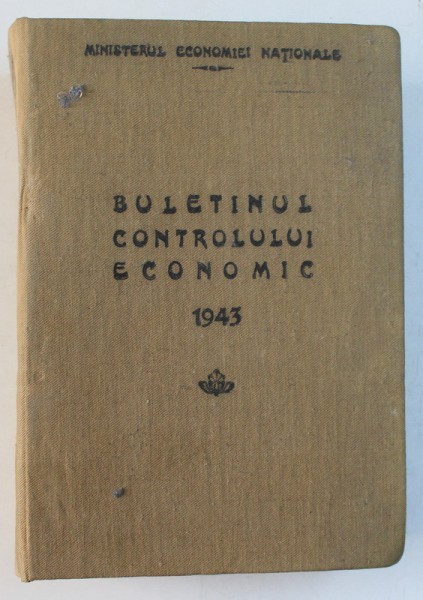 MINISTERUL ECONOMIEI NAȚIONALE
BULETINUL
CONTROLULUI
ECONOMIC
1943